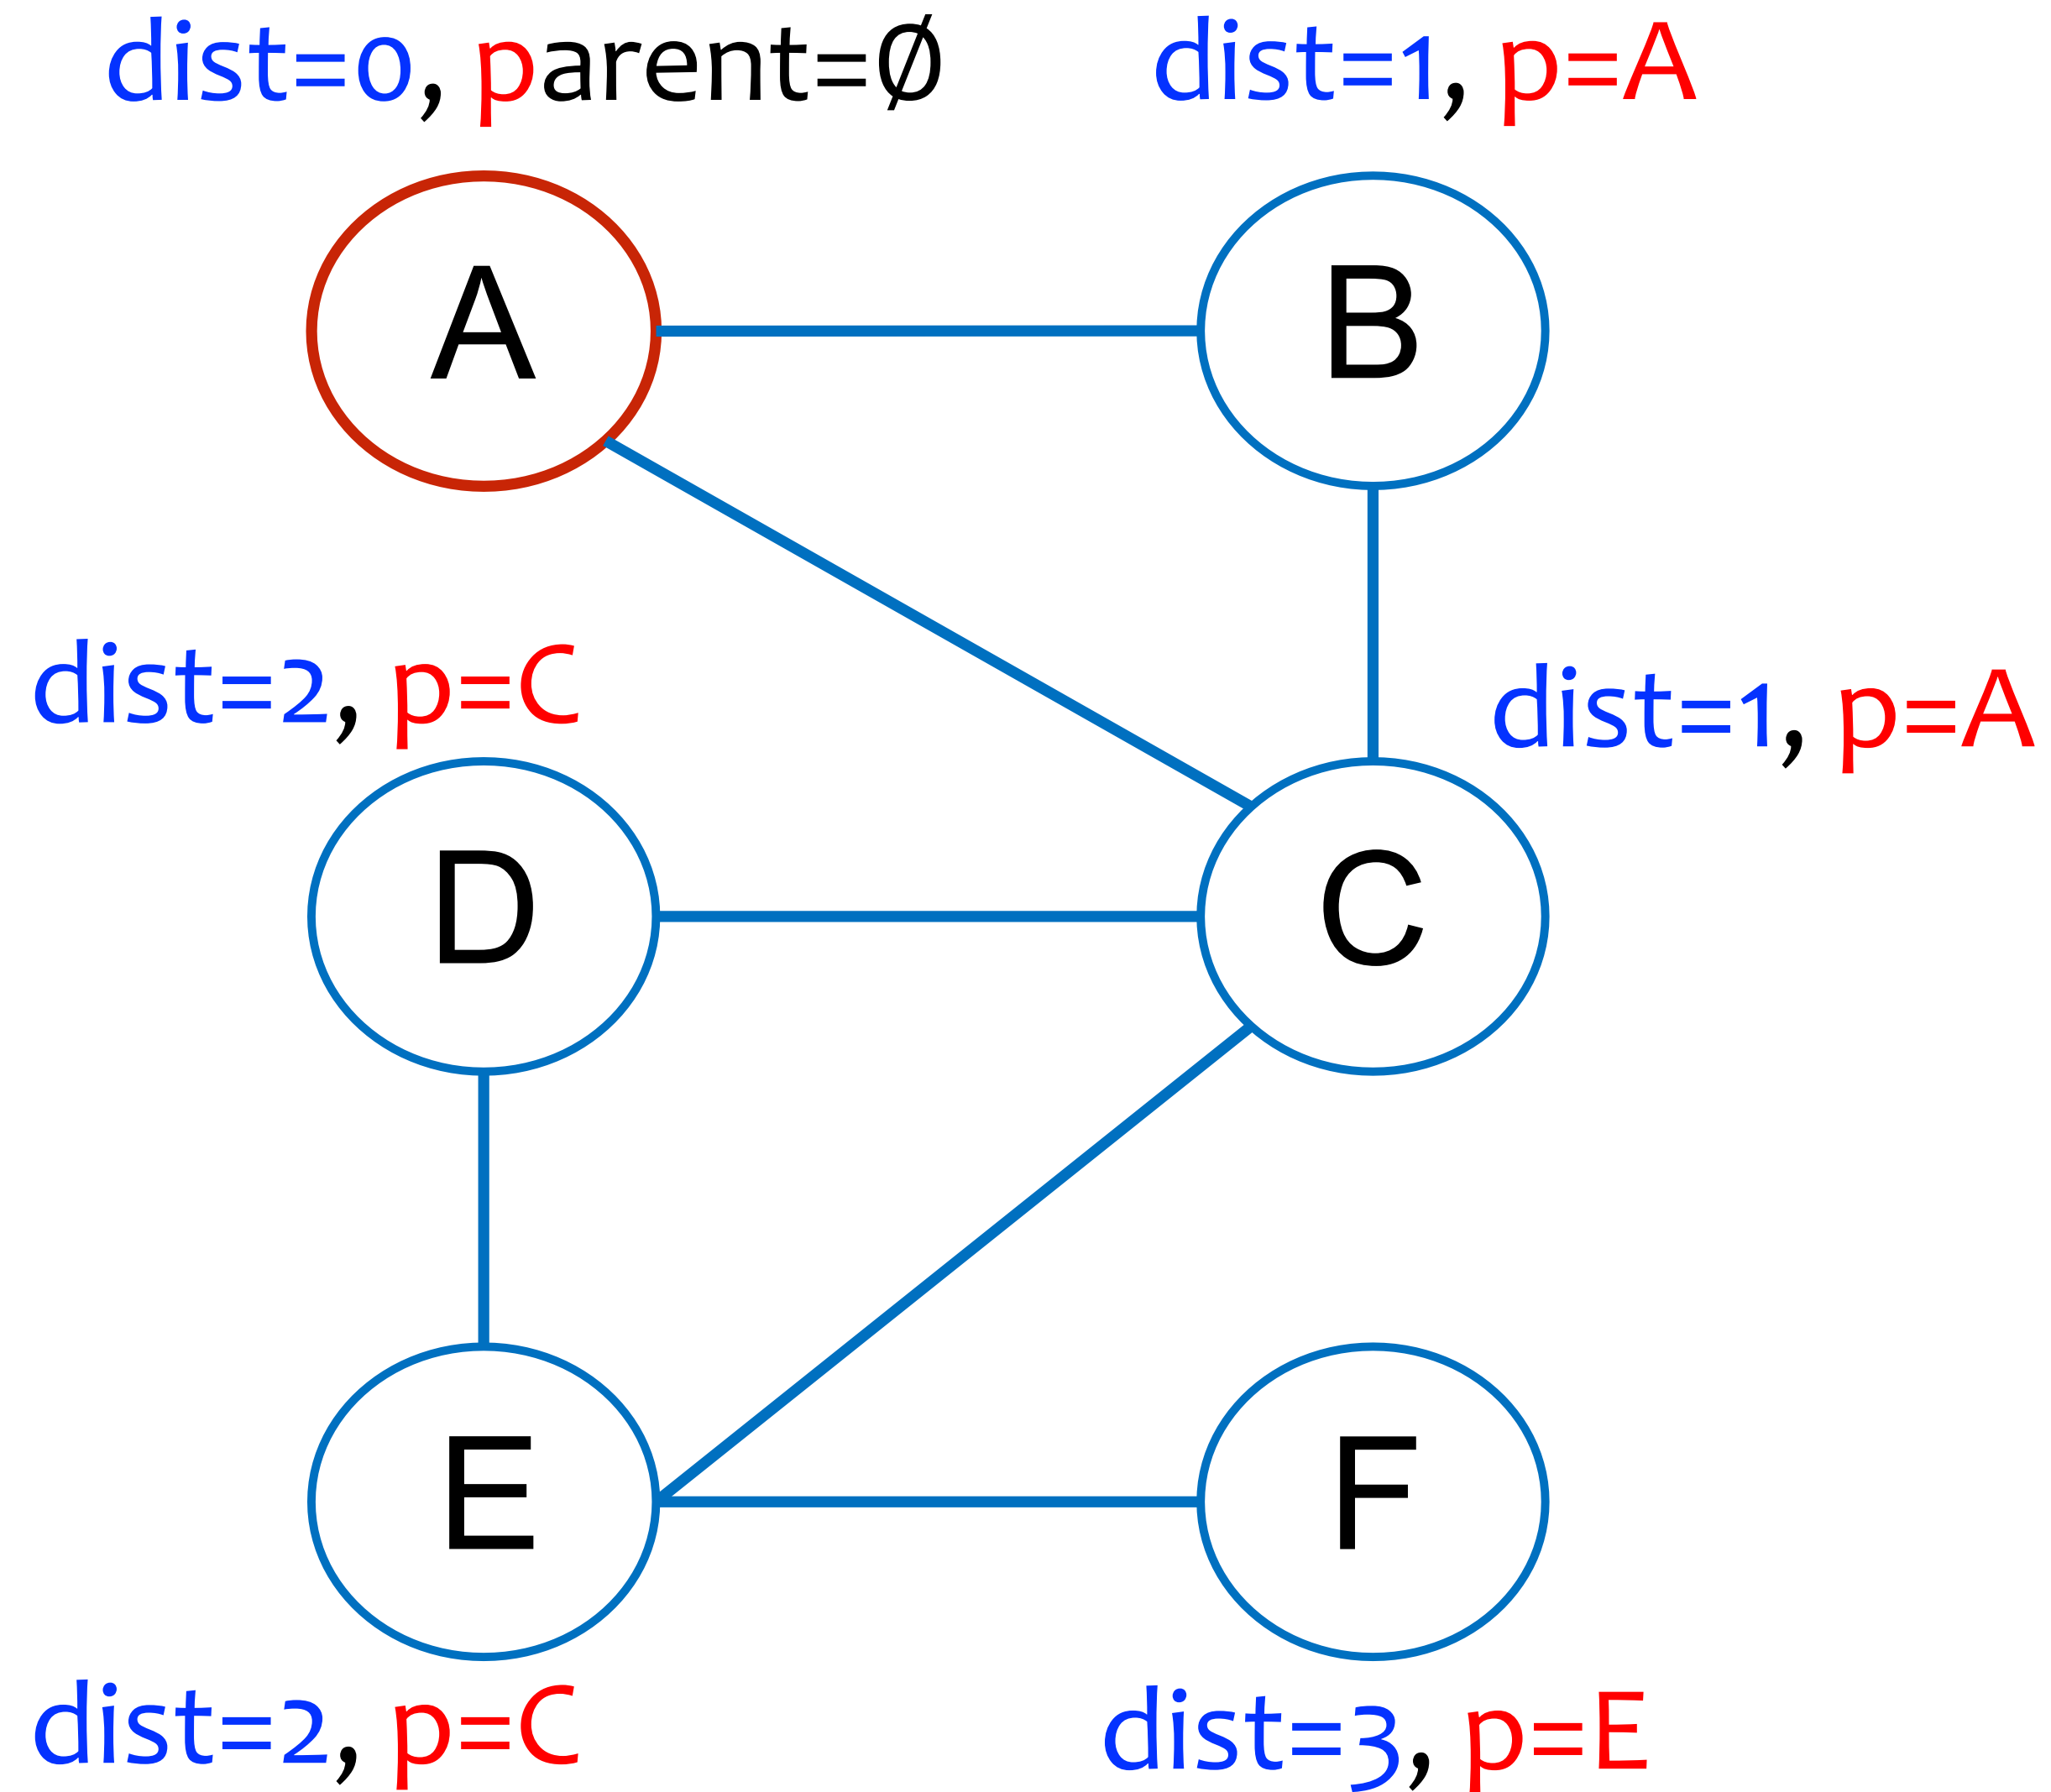 dist=0, parent=Ø
dist=1, p=A
A
B
dist=2, p=C
dist=1, p=A
D
C
E
F
dist=2, p=C
dist=3, p=E